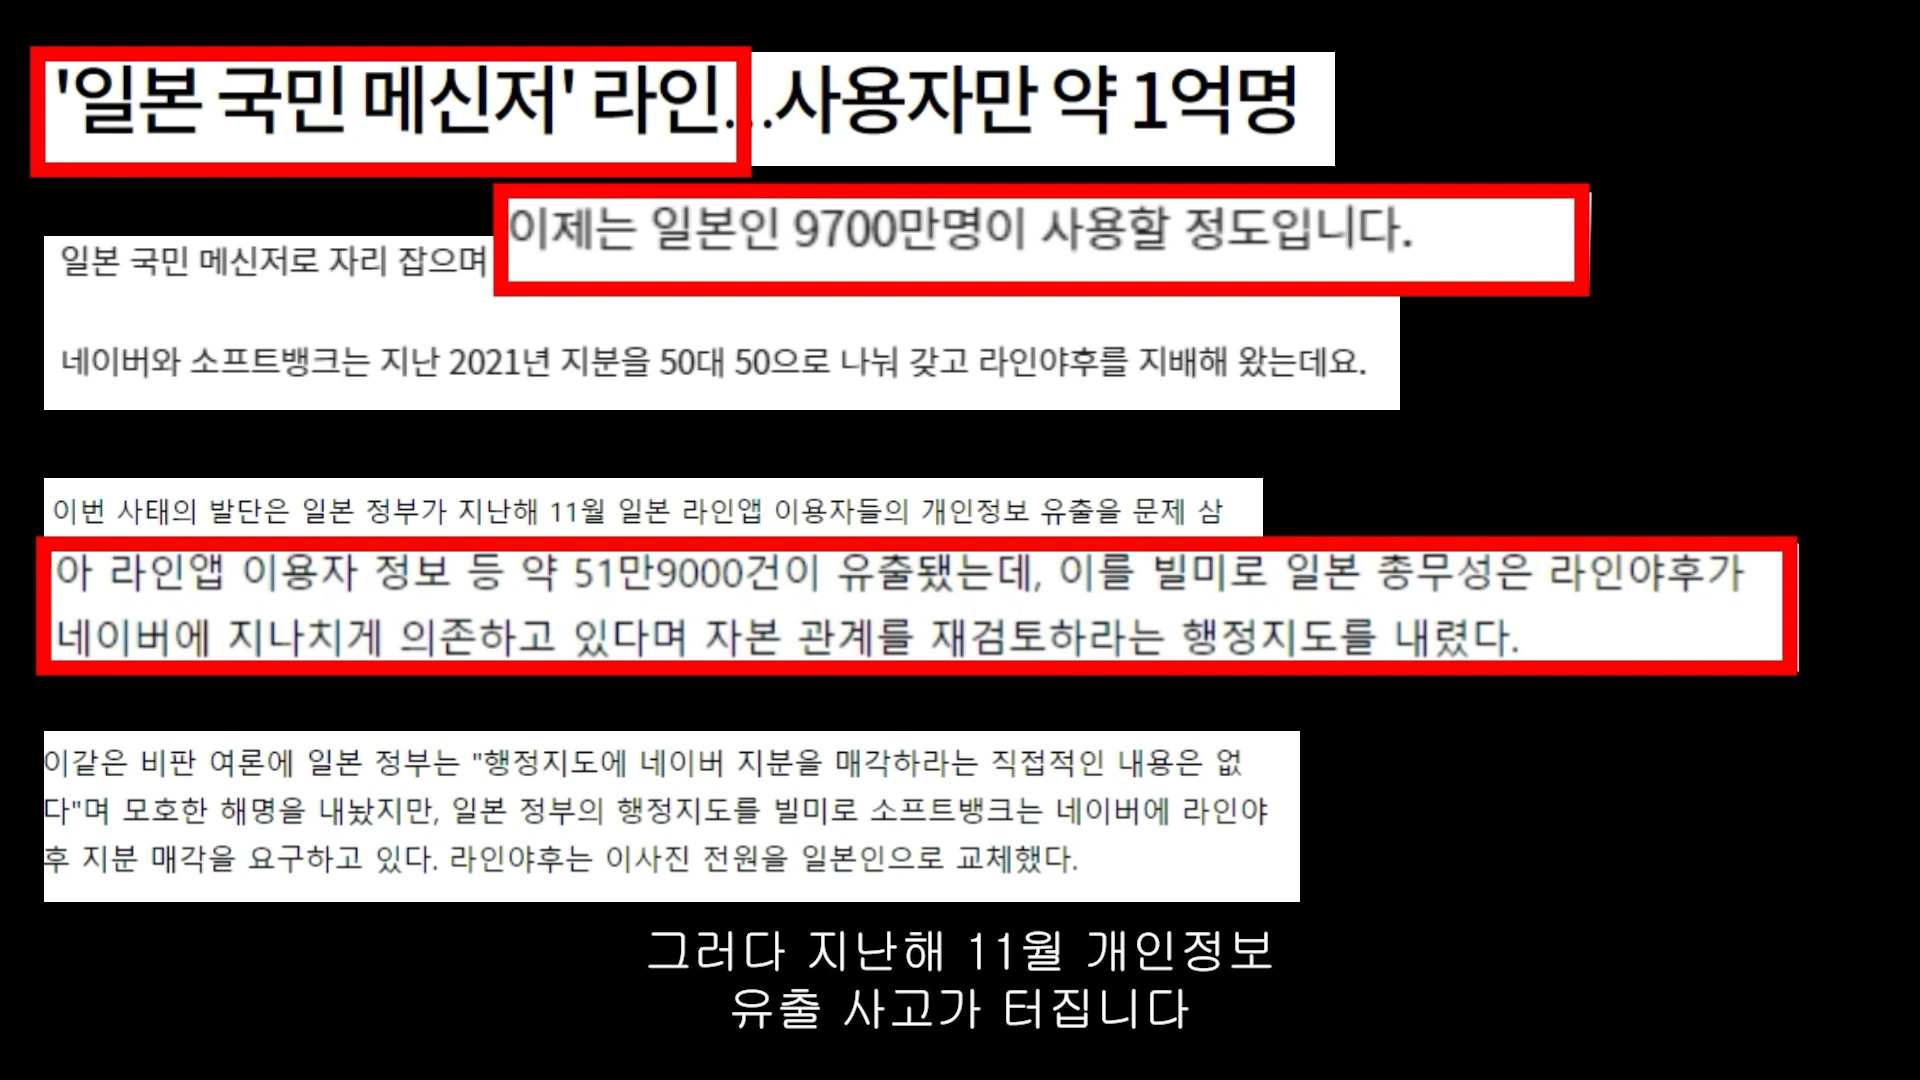 '일본 국민 메신저' 라인...사용자만 약 1억명
일본 국민 메신저로 자리 잡으며 이제는 일본인 9700만명이 사용할 정도입니다.
네이버와 소프트뱅크는 지난 2021년 지분을 50대 50으로 나눠 갖고 라인야후를 지배해 왔는데요.
이번 사태의 발단은 일본 정부가 지난해 11월 일본 라인앱 이용자들의 개인정보 유출을 문제 삼
아 라인앱 이용자 정보 등 약 51만9000건이 유출됐는데, 이를 빌미로 일본 총무성은 라인야후가
네이버에 지나치게 의존하고 있다며 자본 관계를 재검토하라는 행정지도를 내렸다.
이같은 비판 여론에 일본 정부는 "행정지도에 네이버 지분을 매각하라는 직접적인 내용은 없
다"며 모호한 해명을 내놨지만, 일본 정부의 행정지도를 빌미로 소프트뱅크는 네이버에 라인야
후 지분 매각을 요구하고 있다. 라인야후는 이사진 전원을 일본인으로 교체했다.
그러다 지난해 11월 개인정보
유출 사고가 터집니다